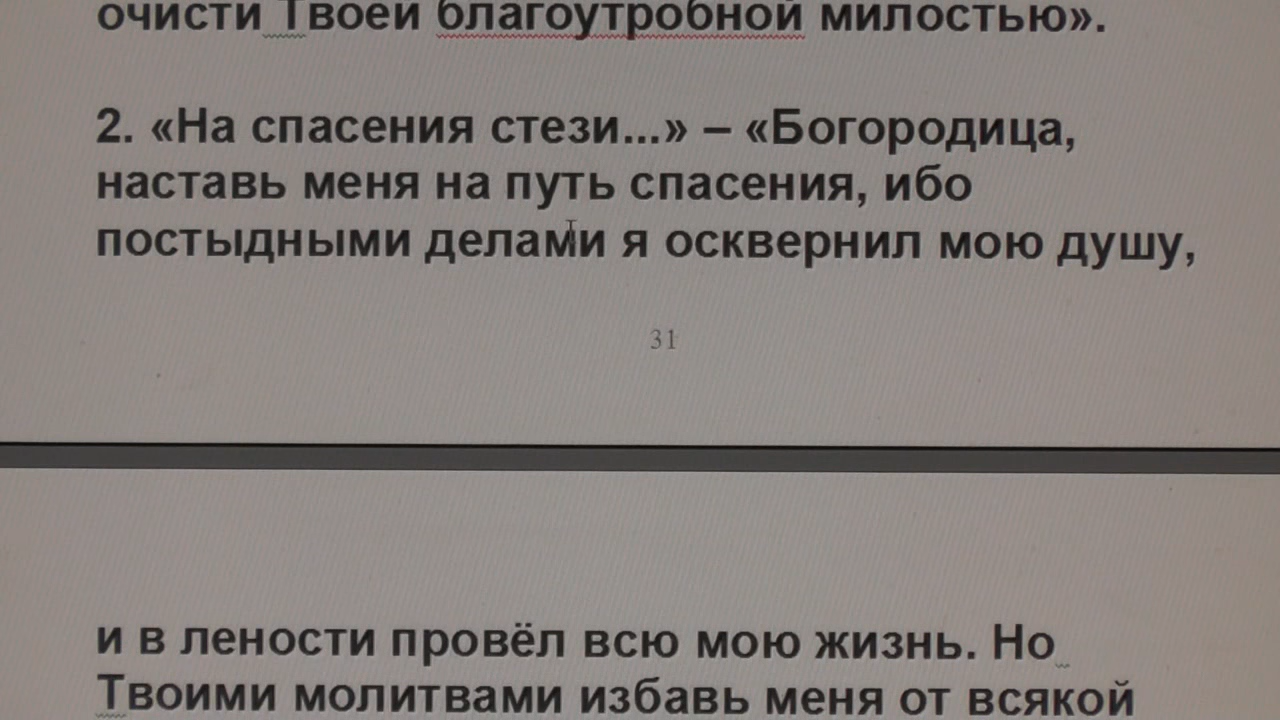 очисти Твоей благоутробной милостью».
2. «На спасения стези...» – «Богородица,
наставь меня на путь спасения, ибо
постыдными делами я осквернил мою душу,
31
и в лености провёл всю мою жизнь. Но
Твоими молитвами избавь меня от всякой